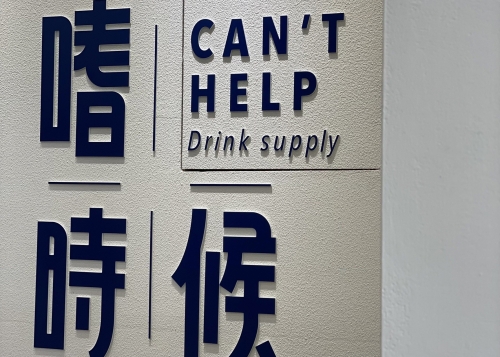 嗜
CAN'T
HELP
Drink supply
時候